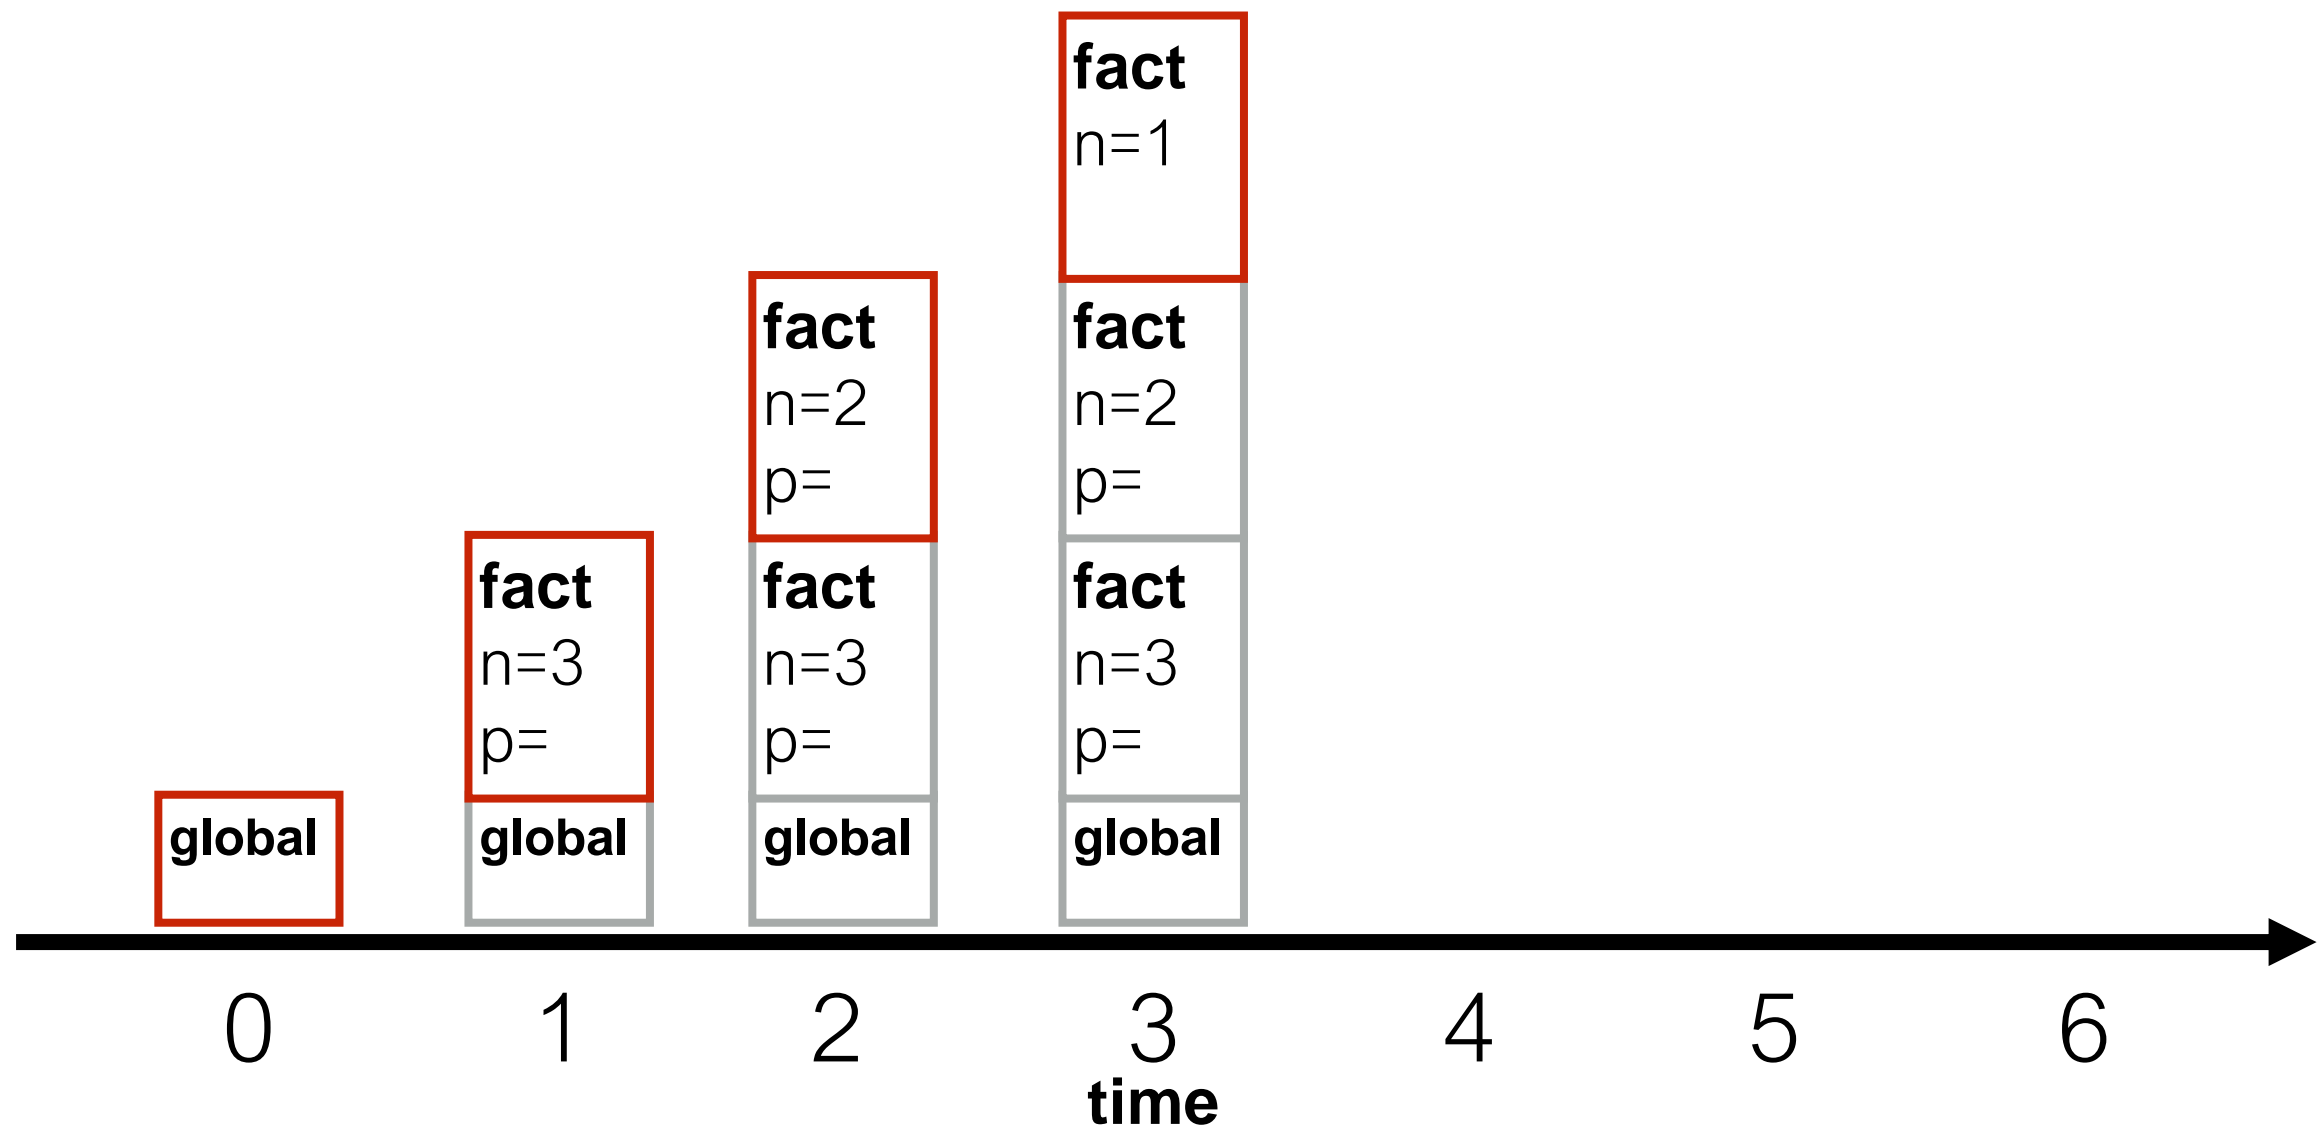 fact
n=1
fact
n=2
p=
fact
n=2
p=
fact
n=3
p=
fact
n=3
p=
fact
n=3
p=
global
global
global
global
0
1
2
3
4
5
6
time